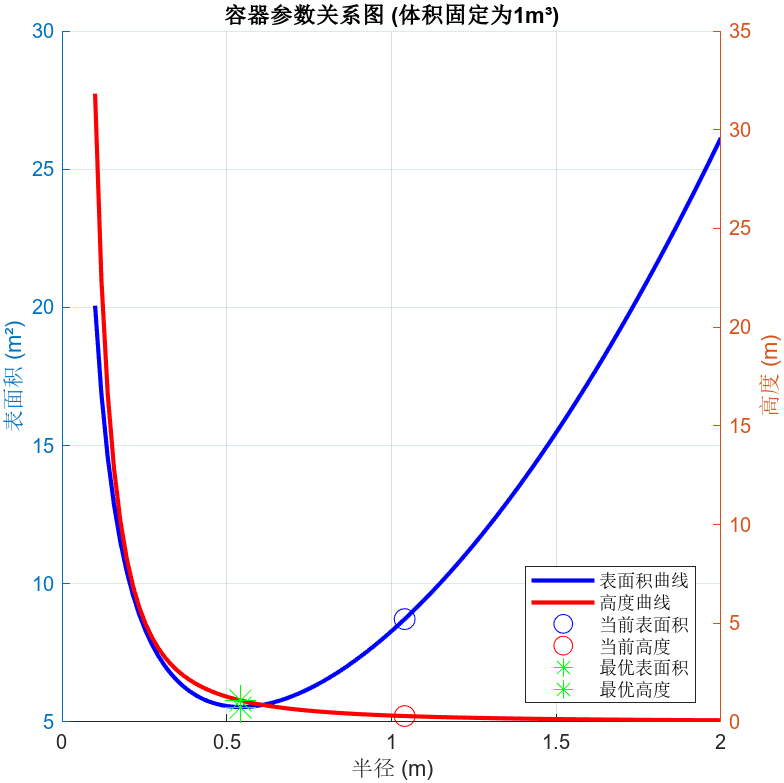 容器参数关系图 (体积固定为1m³)
30
25
20
15
10
5
表面积 (m²)
35
30
25
20
15
10
5
0
高度 (m)
表面积曲线
高度曲线
当前表面积
当前高度
最优表面积
最优高度
0
0.5
1
1.5
2
半径 (m)